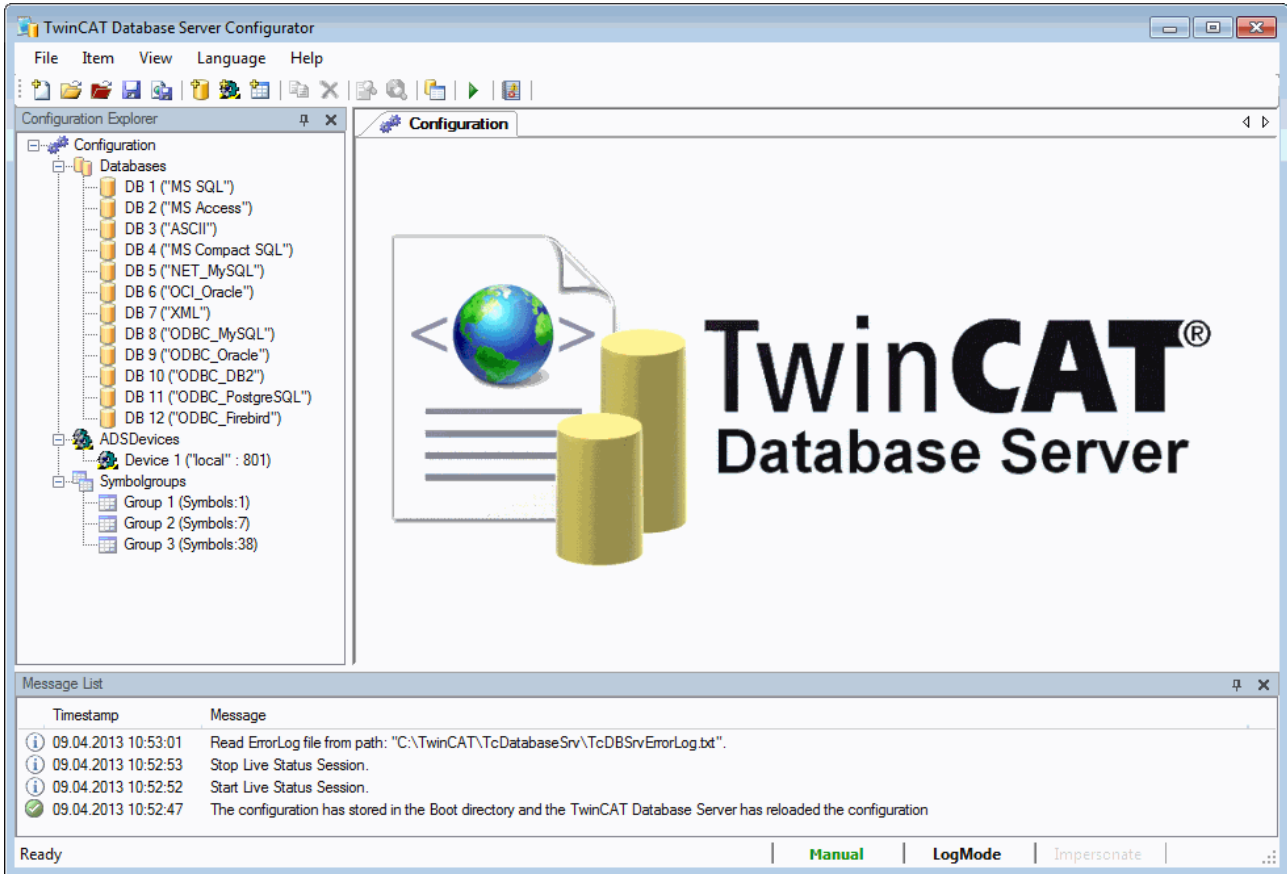 TwinCAT Database Server Configurator
File Item View Language Help
Configuration Explorer
Configuration
Configuration
Databases
DB 1 ("MS SQL")
DB 2 ("MS Access")
DB 3 ("ASCII")
DB 4 ("MS Compact SQL")
DB 5 ("NET_MySQL")
DB 6 ("OCI_Oracle")
DB 7 ("XML")
DB 8 ("ODBC_MySQL")
DB 9 ("ODBC_Oracle")
DB 10 ("ODBC_DB2")
DB 11 ("ODBC_PostgreSQL")
DB 12 ("ODBC_Firebird")
ADSDevices
Device 1 ("local" : 801)
Symbolgroups
Group 1 (Symbols:1)
Group 2 (Symbols:7)
Group 3 (Symbols:38)
TwinCAT®
Database Server
Message List
Timestamp Message
09.04.2013 10:53:01 Read ErrorLog file from path: "C:\TwinCAT\TcDatabaseSrv\TcDBSrvErrorLog.txt".
09.04.2013 10:52:53 Stop Live Status Session.
09.04.2013 10:52:52 Start Live Status Session.
09.04.2013 10:52:47 The configuration has stored in the Boot directory and the TwinCAT Database Server has reloaded the configuration
Ready Manual LogMode Impersonate